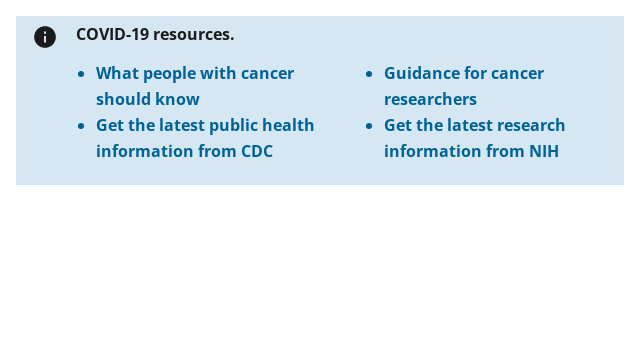 COVID-19 resources.
What people with cancer
should know
Get the latest public health
information from CDC
Guidance for cancer
researchers
Get the latest research
information from NIH